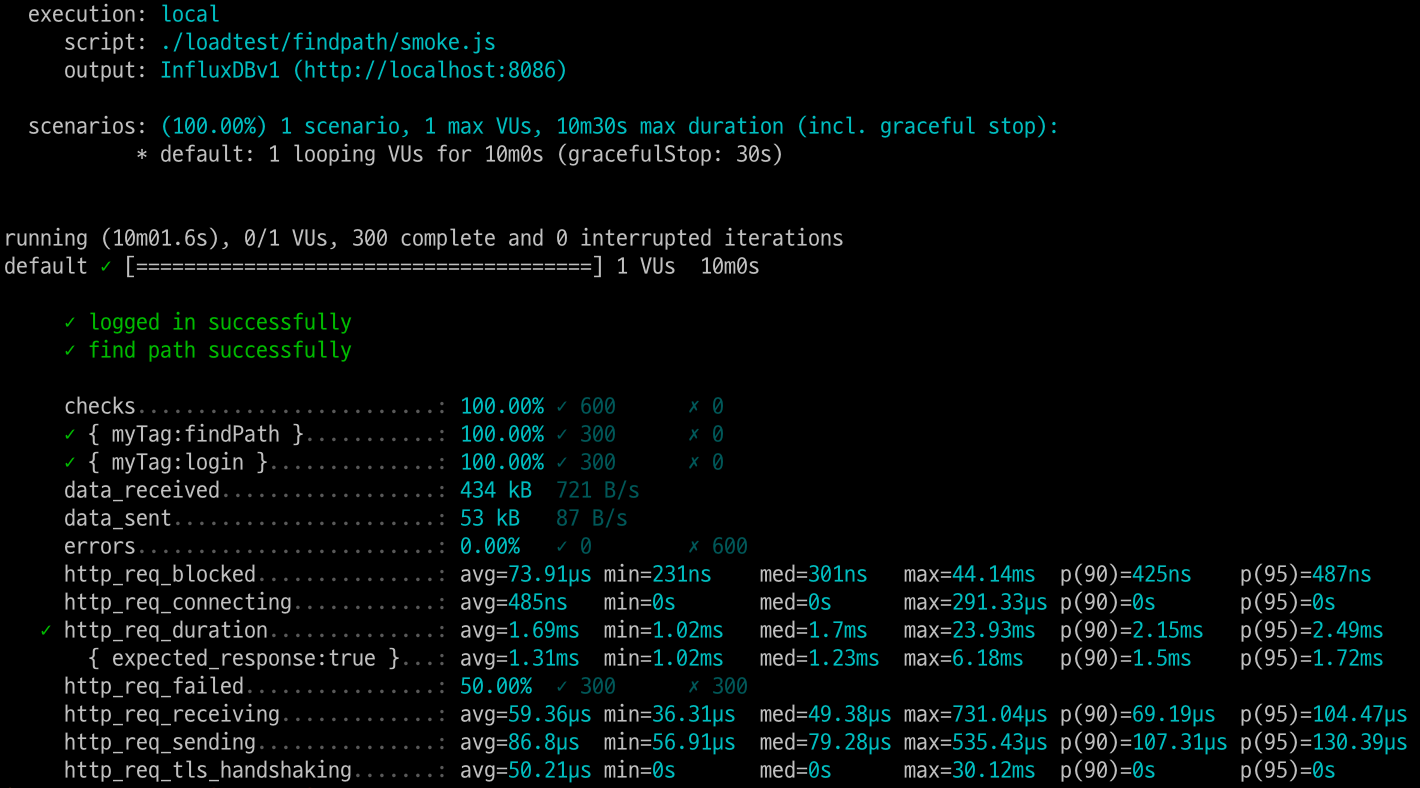 execution: local
script: ./loadtest/findpath/smoke.js
output: InfluxDBv1 (http://localhost:8086)
scenarios: (100.00%) 1 scenario, 1 max VUs, 10m30s max duration (incl. graceful stop):
* default: 1 looping VUs for 10m0s (gracefulStop: 30s)
running (10m01.6s), 0/1 VUs, 300 complete and 0 interrupted iterations
default ✓ [======================================] 1 VUs  10m0s
✓ logged in successfully
✓ find path successfully
checks.........................: 100.00% ✓ 600      ✗ 0
✓ { myTag:findPath }...........: 100.00% ✓ 300      ✗ 0
✓ { myTag:login }..............: 100.00% ✓ 300      ✗ 0
data_received..................: 434 kB  721 B/s
data_sent......................: 53 kB   87 B/s
errors.........................: 0.00%   ✓ 0        ✗ 600
http_req_blocked...............: avg=73.91µs min=231ns    med=301ns   max=44.14ms  p(90)=425ns    p(95)=487ns
http_req_connecting............: avg=485ns   min=0s       med=0s      max=291.33µs p(90)=0s       p(95)=0s
✓ http_req_duration..............: avg=1.69ms  min=1.02ms   med=1.7ms   max=23.93ms  p(90)=2.15ms   p(95)=2.49ms
{ expected_response:true }...: avg=1.31ms  min=1.02ms   med=1.23ms  max=6.18ms   p(90)=1.5ms    p(95)=1.72ms
http_req_failed................: 50.00%  ✓ 300      ✗ 300
http_req_receiving.............: avg=59.36µs min=36.31µs  med=49.38µs max=731.04µs p(90)=69.19µs  p(95)=104.47µs
http_req_sending...............: avg=86.8µs  min=56.91µs  med=79.28µs max=535.43µs p(90)=107.31µs p(95)=130.39µs
http_req_tls_handshaking.......: avg=50.21µs min=0s       med=0s      max=30.12ms  p(90)=0s       p(95)=0s